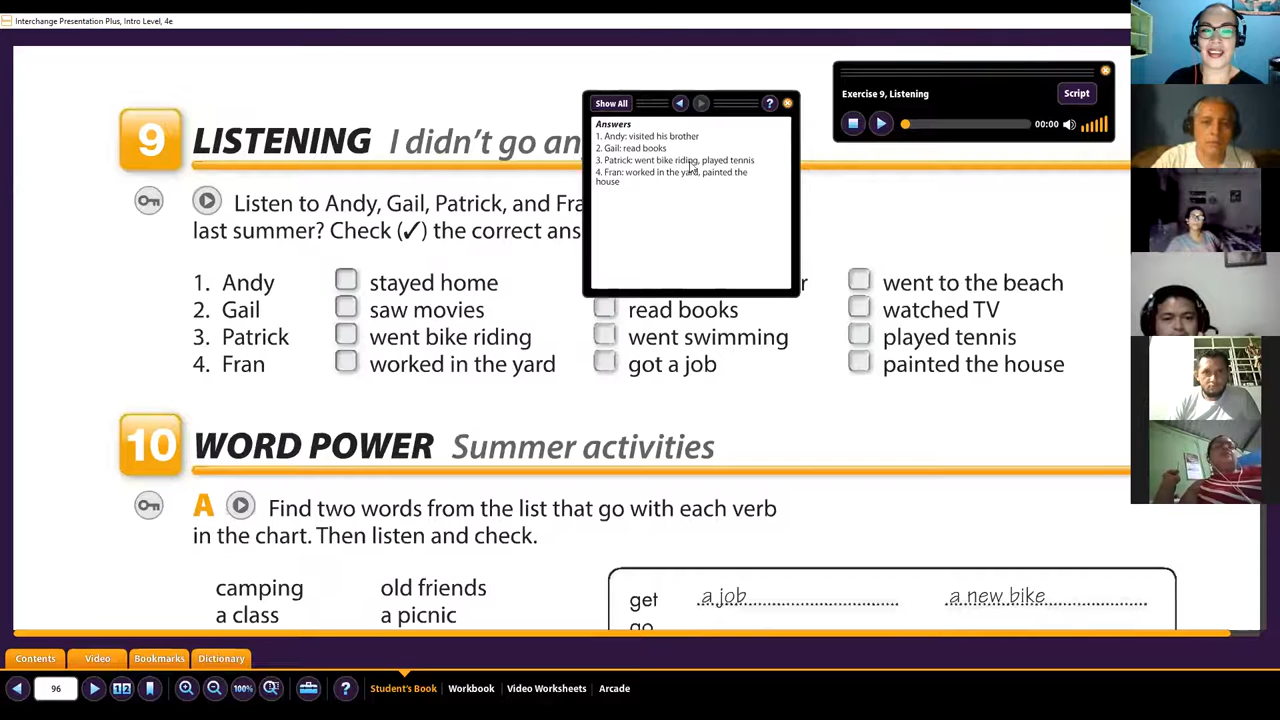 Interchange Presentation Plus, Intro Level, 4e
9 LISTENING I didn't go an
Listen to Andy, Gail, Patrick, and Fra
last summer? Check (✓) the correct ans
1. Andy stayed home r went to the beach
2. Gail saw movies read books watched TV
3. Patrick went bike riding went swimming played tennis
4. Fran worked in the yard got a job painted the house
Show All ?
Answers
1. Andy: visited his brother
2. Gail: read books
3. Patrick: went bike riding, played tennis
4. Fran: worked in the yard, painted the
house
Exercise 9, Listening Script
00:00
10 WORD POWER Summer activities
A Find two words from the list that go with each verb
in the chart. Then listen and check.
camping old friends
a class a picnic
get a job a new bike
go
Contents Video Bookmarks Dictionary
96 1 2 100% ? Student's Book Workbook Video Worksheets Arcade